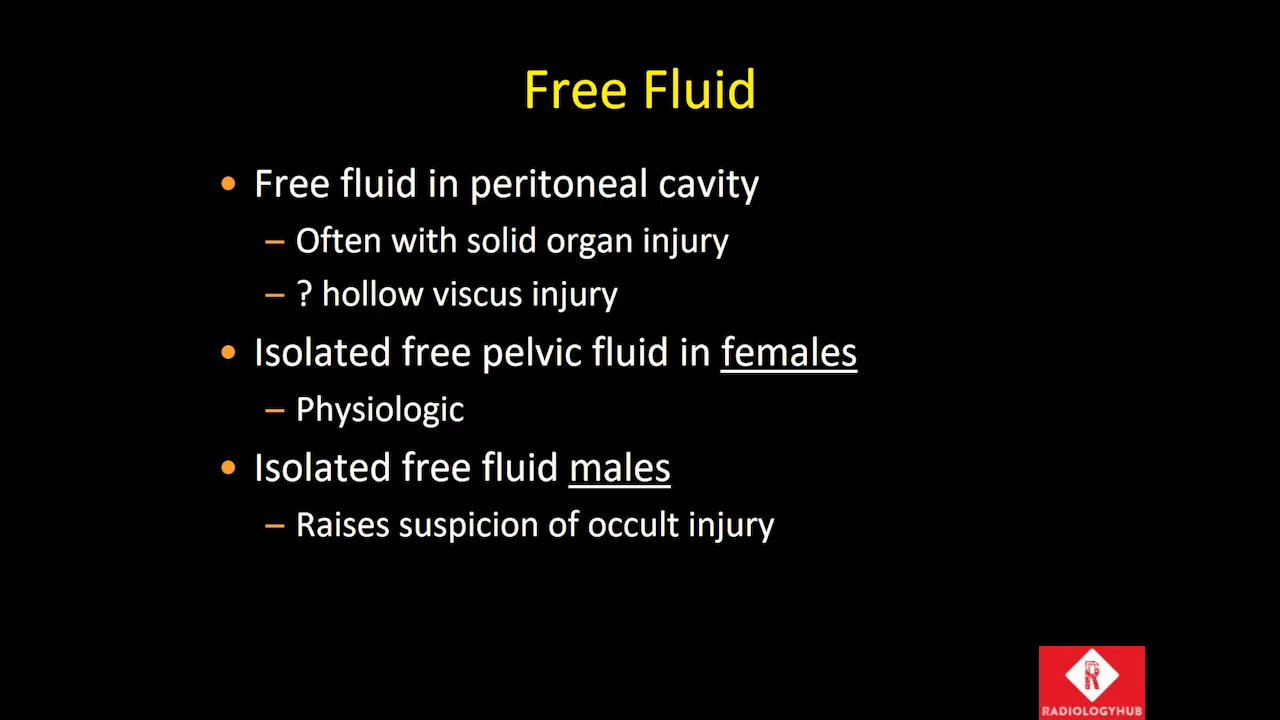 Free Fluid
• Free fluid in peritoneal cavity
– Often with solid organ injury
– ? hollow viscus injury
• Isolated free pelvic fluid in females
– Physiologic
• Isolated free fluid males
– Raises suspicion of occult injury
R
RADIOLOGYHUB